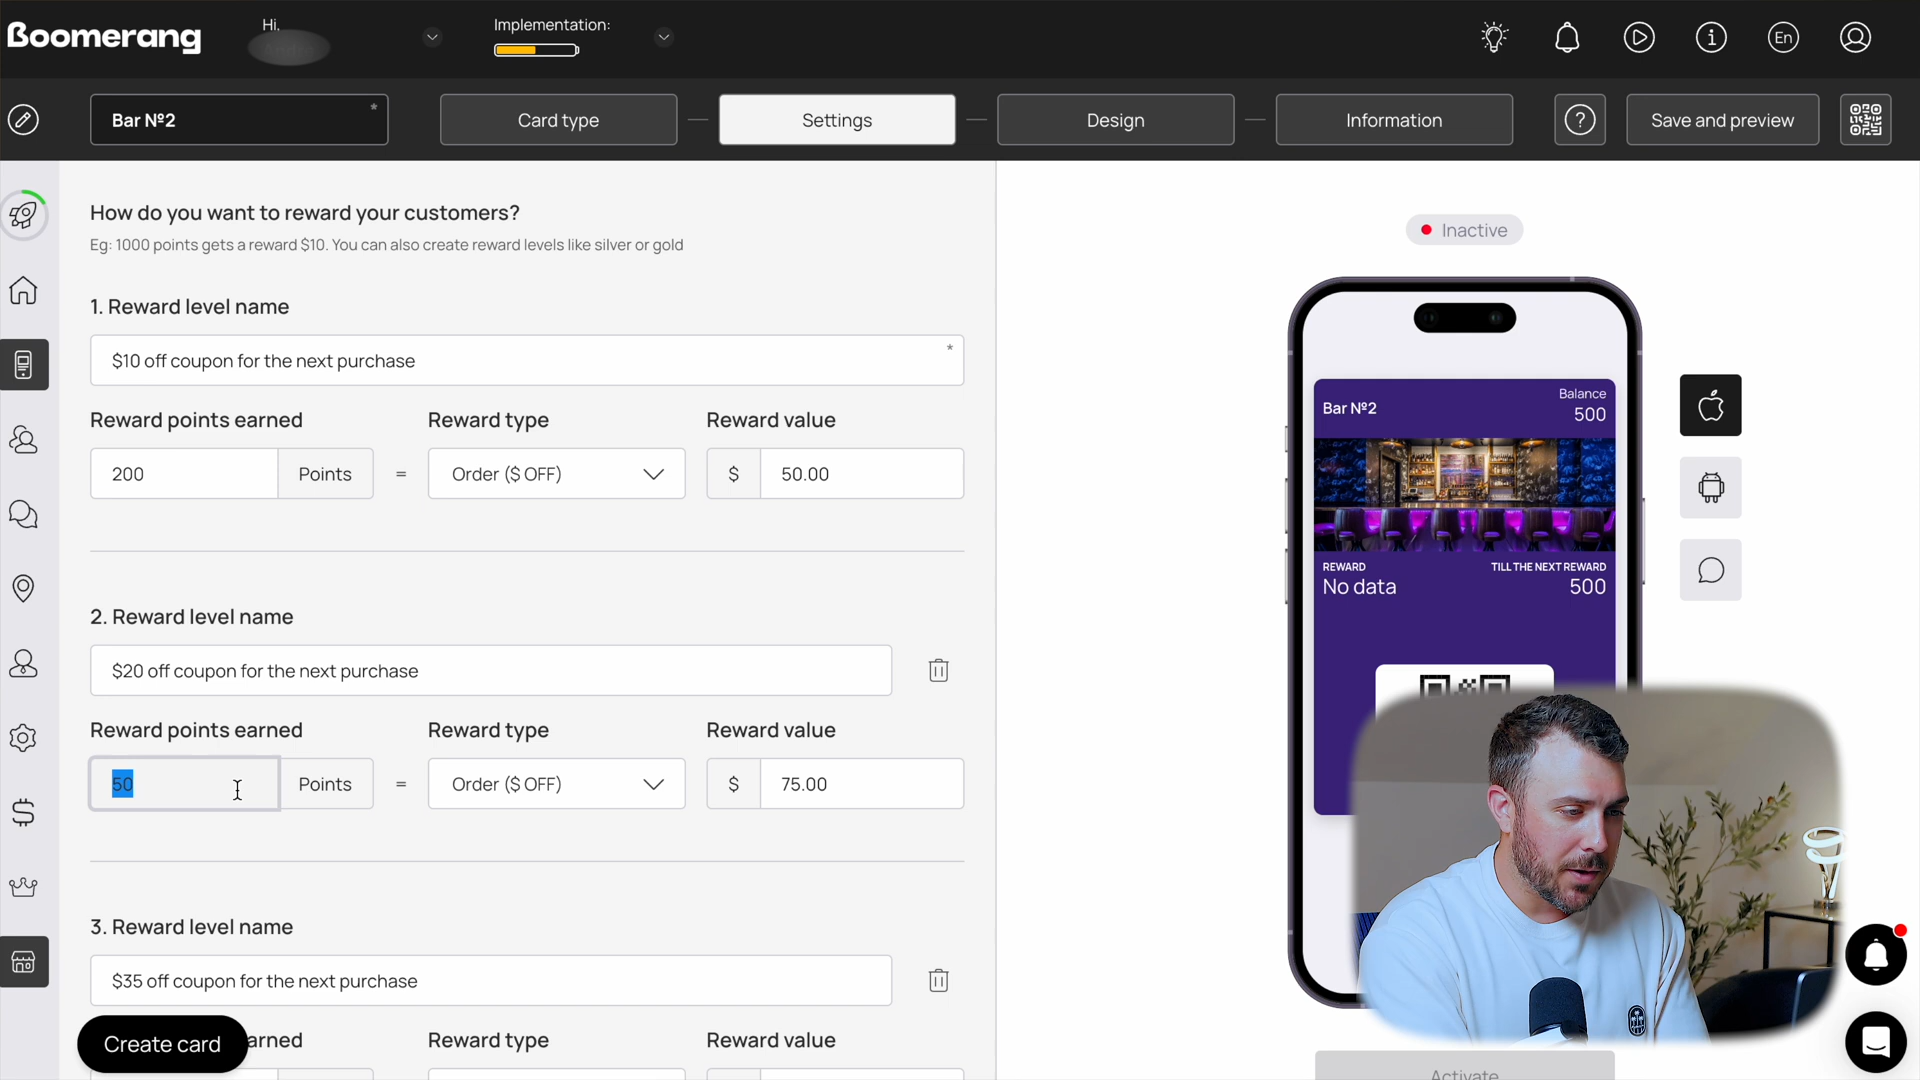 Boomerang
Hi,
Implementation:
En
Bar №2
*
Card type
Settings
Design
Information
?
Save and preview
How do you want to reward your customers?
Eg: 1000 points gets a reward $10. You can also create reward levels like silver or gold
1. Reward level name
$10 off coupon for the next purchase
*
Reward points earned
Reward type
Reward value
200
Points
=
Order ($ OFF)
$
50.00
2. Reward level name
$20 off coupon for the next purchase
Reward points earned
Reward type
Reward value
50
Points
=
Order ($ OFF)
$
75.00
3. Reward level name
$35 off coupon for the next purchase
Create card
arned
Reward type
Reward value
Inactive
Bar №2
Balance
500
REWARD
No data
TILL THE NEXT REWARD
500
Activate